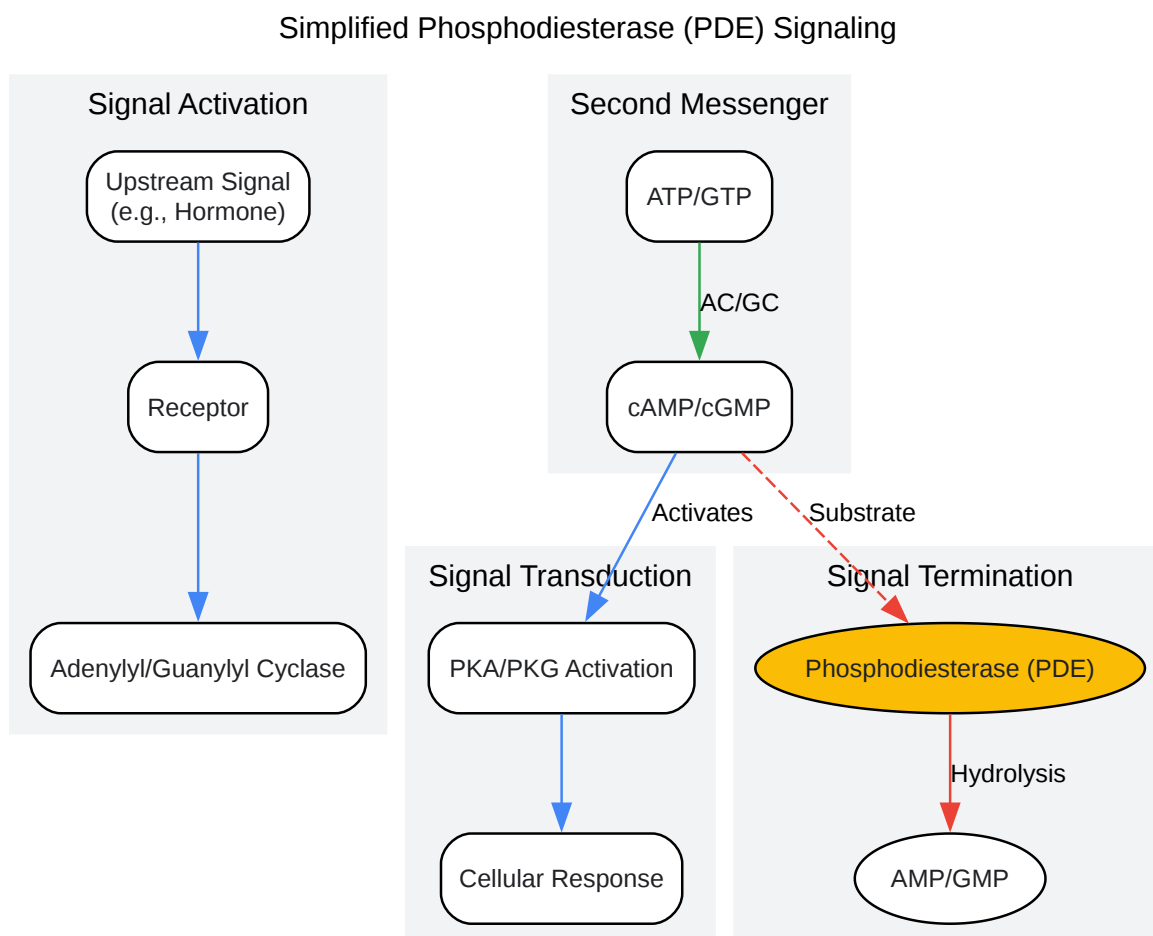 Simplified Phosphodiesterase (PDE) Signaling
Signal Activation
Upstream Signal
(e.g., Hormone)
Receptor
Adenylyl/Guanylyl Cyclase
Second Messenger
ATP/GTP
AC/GC
cAMP/cGMP
Activates
Substrate
Signal Transduction
PKA/PKG Activation
Cellular Response
Signal Termination
Phosphodiesterase (PDE)
Hydrolysis
AMP/GMP